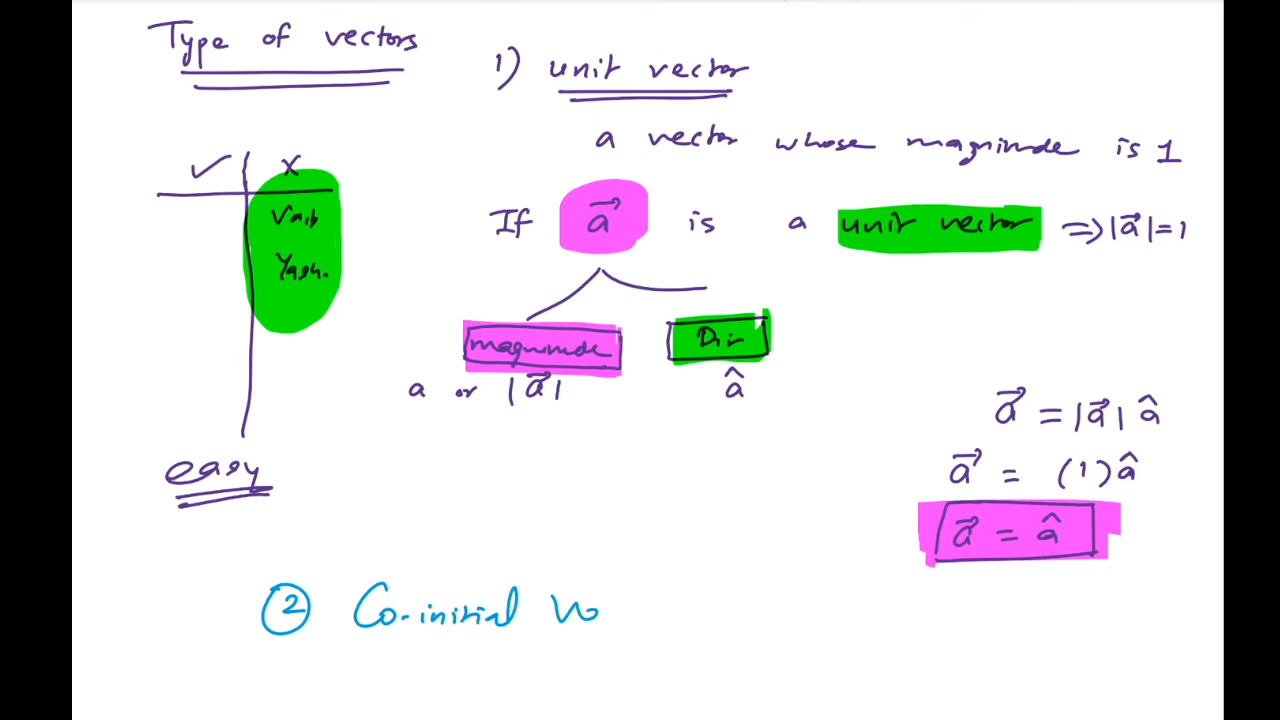 Type of vectors
1) unit vector
a vector whose magnitude is 1
✓ X
Vaib
Yash.
If a⃗ is a unit vector ⇒ |a⃗| = 1
magnitude Dir
a or |a⃗| â
a⃗ = |a⃗| â
a⃗ = (1) â
a⃗ = â
easy
② Co-initial